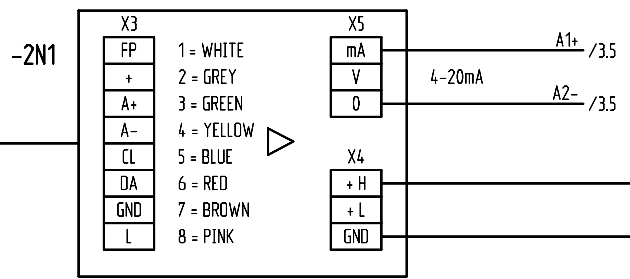 X3 X5
-2N1
FP 1 = WHITE mA A1+ /3.5
+ 2 = GREY V 4-20mA
A+ 3 = GREEN 0 A2- /3.5
A- 4 = YELLOW
CL 5 = BLUE X4
DA 6 = RED + H
GND 7 = BROWN + L
L 8 = PINK GND